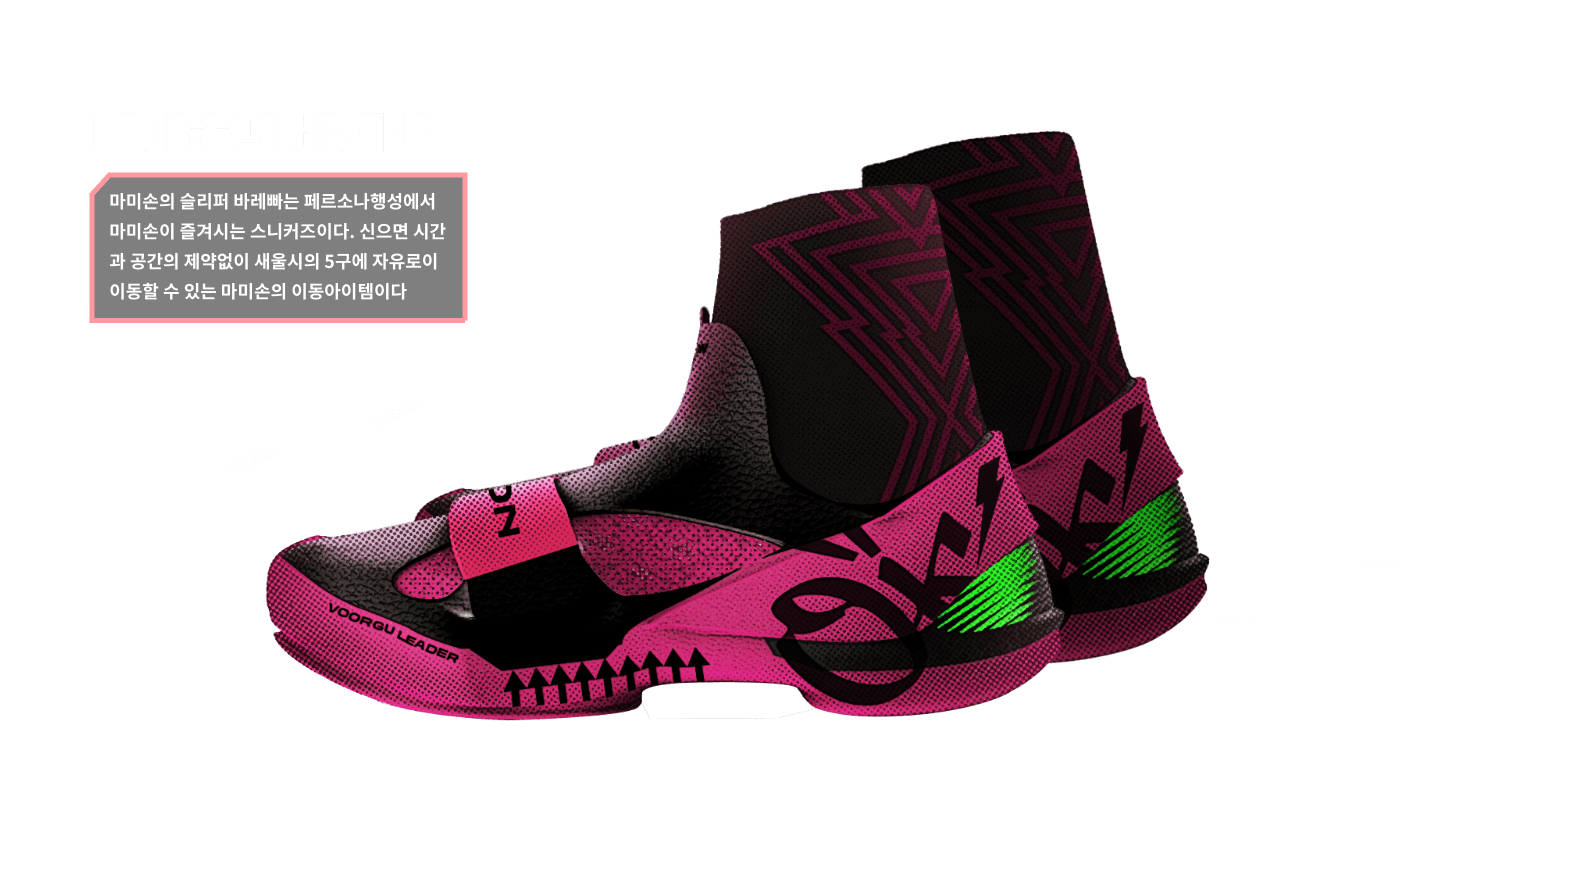 마미손의 슬리퍼 바레빠는 페르소나행성에서
마미손이 즐겨시는 스니커즈이다. 신으면 시간
과 공간의 제약없이 새울시의 5구에 자유로이
이동할 수 있는 마미손의 이동아이템이다
ON
VOORGU LEADER
OK!